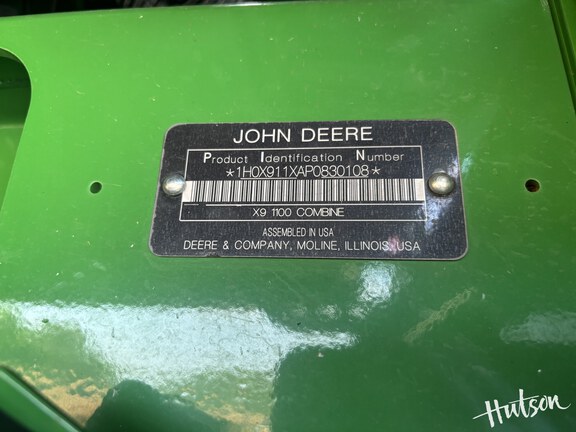 JOHN DEERE
Product Identification Number
*1H0X911XAP0830108*
X9 1100 COMBINE
ASSEMBLED IN USA
DEERE & COMPANY, MOLINE, ILLINOIS, USA
Hutson